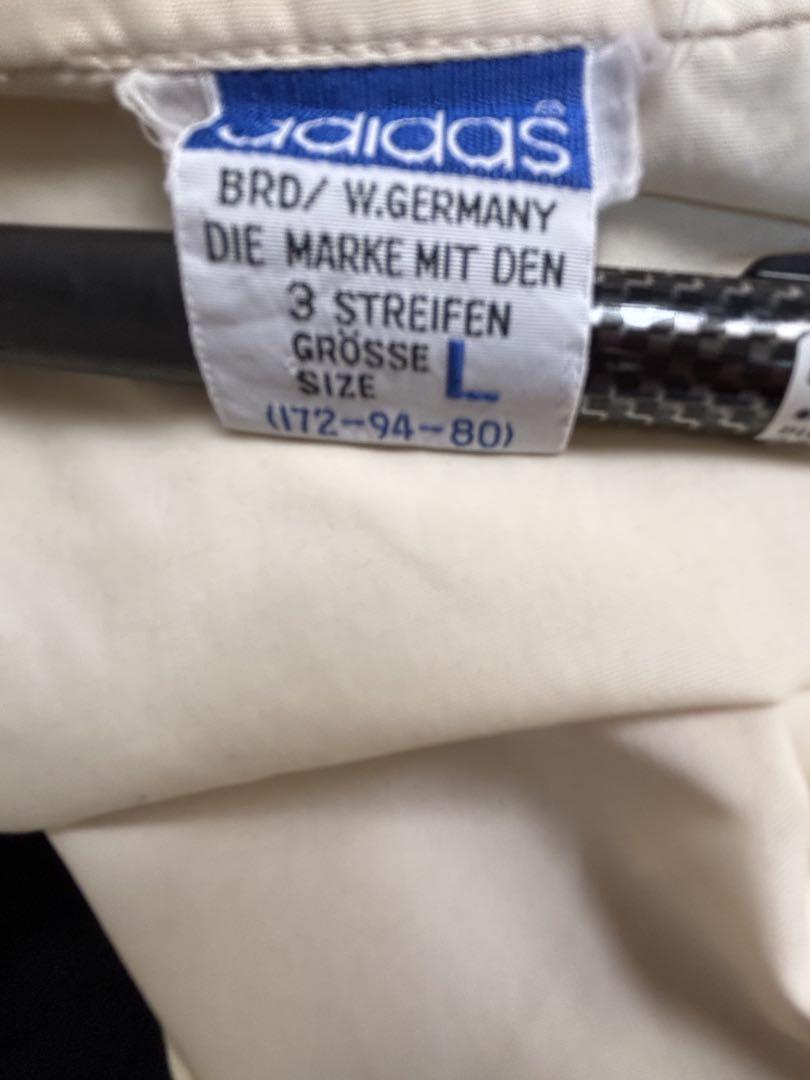 adidas
BRD/ W.GERMANY
DIE MARKE MIT DEN
3 STREIFEN
GRÖSSE
SIZE L
(172-94-80)